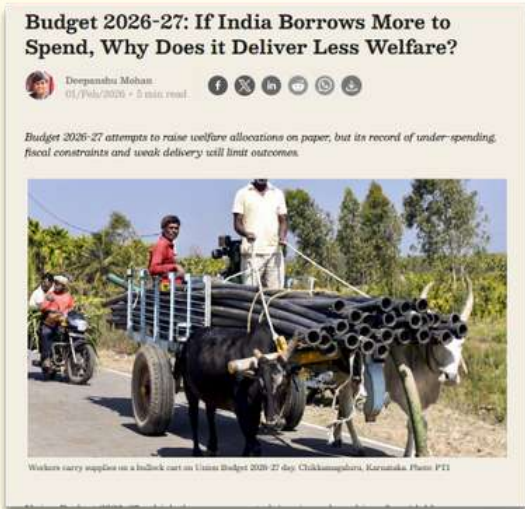 Budget 2026-27: If India Borrows More to
Spend, Why Does it Deliver Less Welfare?
Deepanshu Mohan
01/Feb/2026 • 5 min read
Budget 2026-27 attempts to raise welfare allocations on paper, but its record of under-spending,
fiscal constraints and weak delivery will limit outcomes.
Workers carry supplies on a bullock cart on Union Budget 2026-27 day, Chikkamagaluru, Karnataka. Photo: PTI